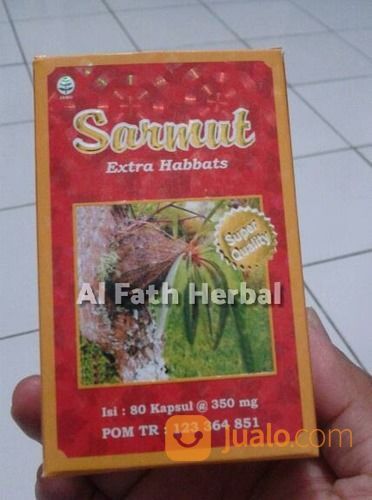 JAMU
Sarmut
Extra Habbats
Super
Quality
Al Fath Herbal
Isi : 80 Kapsul @ 350 mg
POM TR : 123 364 851
jualo.com